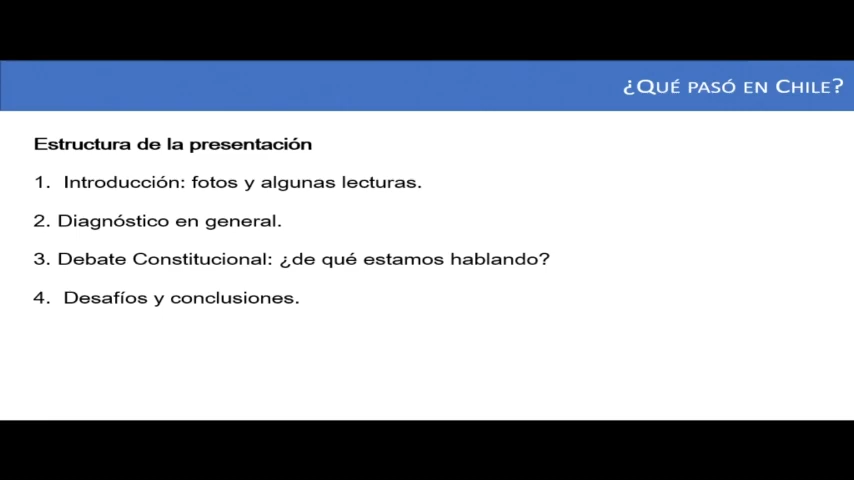 ¿QUÉ PASÓ EN CHILE?
Estructura de la presentación
1. Introducción: fotos y algunas lecturas.
2. Diagnóstico en general.
3. Debate Constitucional: ¿de qué estamos hablando?
4. Desafíos y conclusiones.